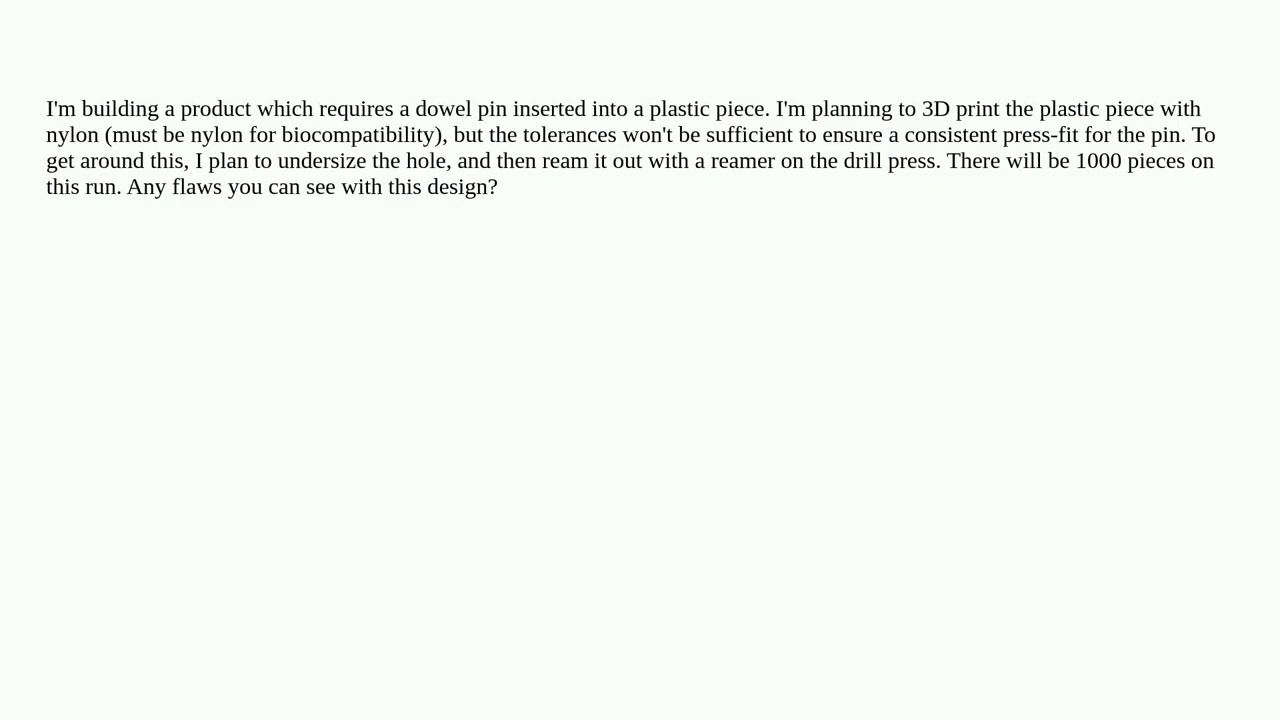 I'm building a product which requires a dowel pin inserted into a plastic piece. I'm planning to 3D print the plastic piece with
nylon (must be nylon for biocompatibility), but the tolerances won't be sufficient to ensure a consistent press-fit for the pin. To
get around this, I plan to undersize the hole, and then ream it out with a reamer on the drill press. There will be 1000 pieces on
this run. Any flaws you can see with this design?